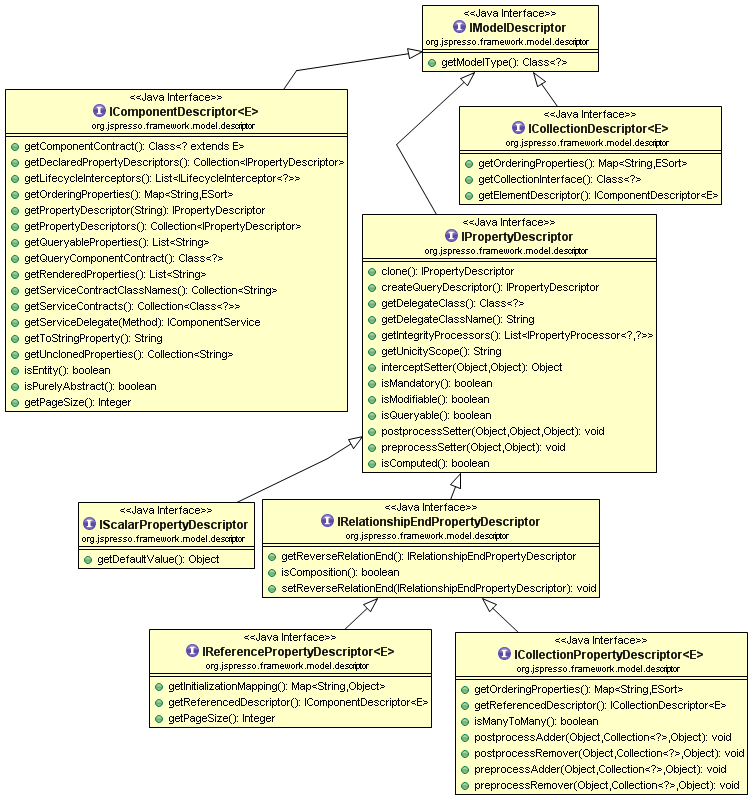 <<Java Interface>>
IModelDescriptor
org.jspresso.framework.model.descriptor
getModelType(): Class<?>
<<Java Interface>>
IComponentDescriptor<E>
org.jspresso.framework.model.descriptor
getComponentContract(): Class<? extends E>
getDeclaredPropertyDescriptors(): Collection<IPropertyDescriptor>
getLifecycleInterceptors(): List<ILifecycleInterceptor<?>>
getOrderingProperties(): Map<String,ESort>
getPropertyDescriptor(String): IPropertyDescriptor
getPropertyDescriptors(): Collection<IPropertyDescriptor>
getQueryableProperties(): List<String>
getQueryComponentContract(): Class<?>
getRenderedProperties(): List<String>
getServiceContractClassNames(): Collection<String>
getServiceContracts(): Collection<Class<?>>
getServiceDelegate(Method): IComponentService
getToStringProperty(): String
getUnclonedProperties(): Collection<String>
isEntity(): boolean
isPurelyAbstract(): boolean
getPageSize(): Integer
<<Java Interface>>
ICollectionDescriptor<E>
org.jspresso.framework.model.descriptor
getOrderingProperties(): Map<String,ESort>
getCollectionInterface(): Class<?>
getElementDescriptor(): IComponentDescriptor<E>
<<Java Interface>>
IPropertyDescriptor
org.jspresso.framework.model.descriptor
clone(): IPropertyDescriptor
createQueryDescriptor(): IPropertyDescriptor
getDelegateClass(): Class<?>
getDelegateClassName(): String
getIntegrityProcessors(): List<IPropertyProcessor<?,?>>
getUnicityScope(): String
interceptSetter(Object,Object): Object
isMandatory(): boolean
isModifiable(): boolean
isQueryable(): boolean
postprocessSetter(Object,Object,Object): void
preprocessSetter(Object,Object): void
isComputed(): boolean
<<Java Interface>>
IScalarPropertyDescriptor
org.jspresso.framework.model.descriptor
getDefaultValue(): Object
<<Java Interface>>
IRelationshipEndPropertyDescriptor
org.jspresso.framework.model.descriptor
getReverseRelationEnd(): IRelationshipEndPropertyDescriptor
isComposition(): boolean
setReverseRelationEnd(IRelationshipEndPropertyDescriptor): void
<<Java Interface>>
IReferencePropertyDescriptor<E>
org.jspresso.framework.model.descriptor
getInitializationMapping(): Map<String,Object>
getReferencedDescriptor(): IComponentDescriptor<E>
getPageSize(): Integer
<<Java Interface>>
ICollectionPropertyDescriptor<E>
org.jspresso.framework.model.descriptor
getOrderingProperties(): Map<String,ESort>
getReferencedDescriptor(): ICollectionDescriptor<E>
isManyToMany(): boolean
postprocessAdder(Object,Collection<?>,Object): void
postprocessRemover(Object,Collection<?>,Object): void
preprocessAdder(Object,Collection<?>,Object): void
preprocessRemover(Object,Collection<?>,Object): void